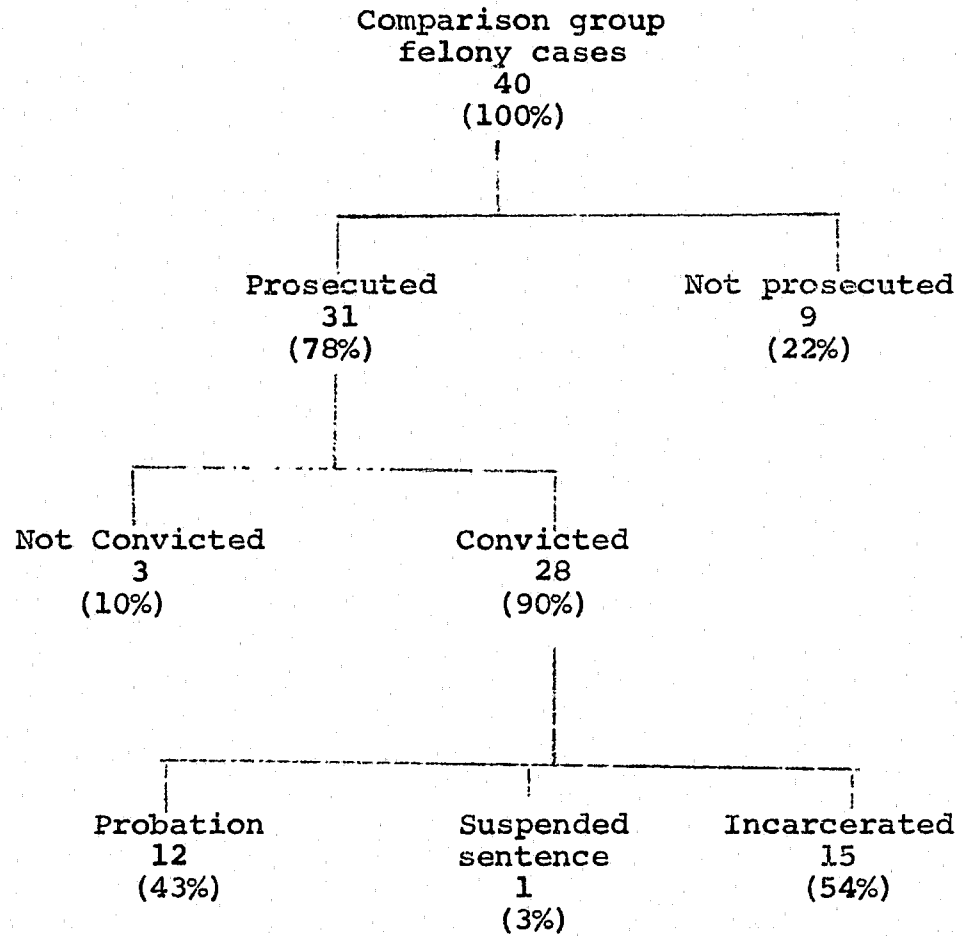 Comparison group
felony cases
40
(100%)
Prosecuted
31
(78%)
Not prosecuted
9
(22%)
Not Convicted
3
(10%)
Convicted
28
(90%)
Probation
12
(43%)
Suspended
sentence
1
(3%)
Incarcerated
15
(54%)